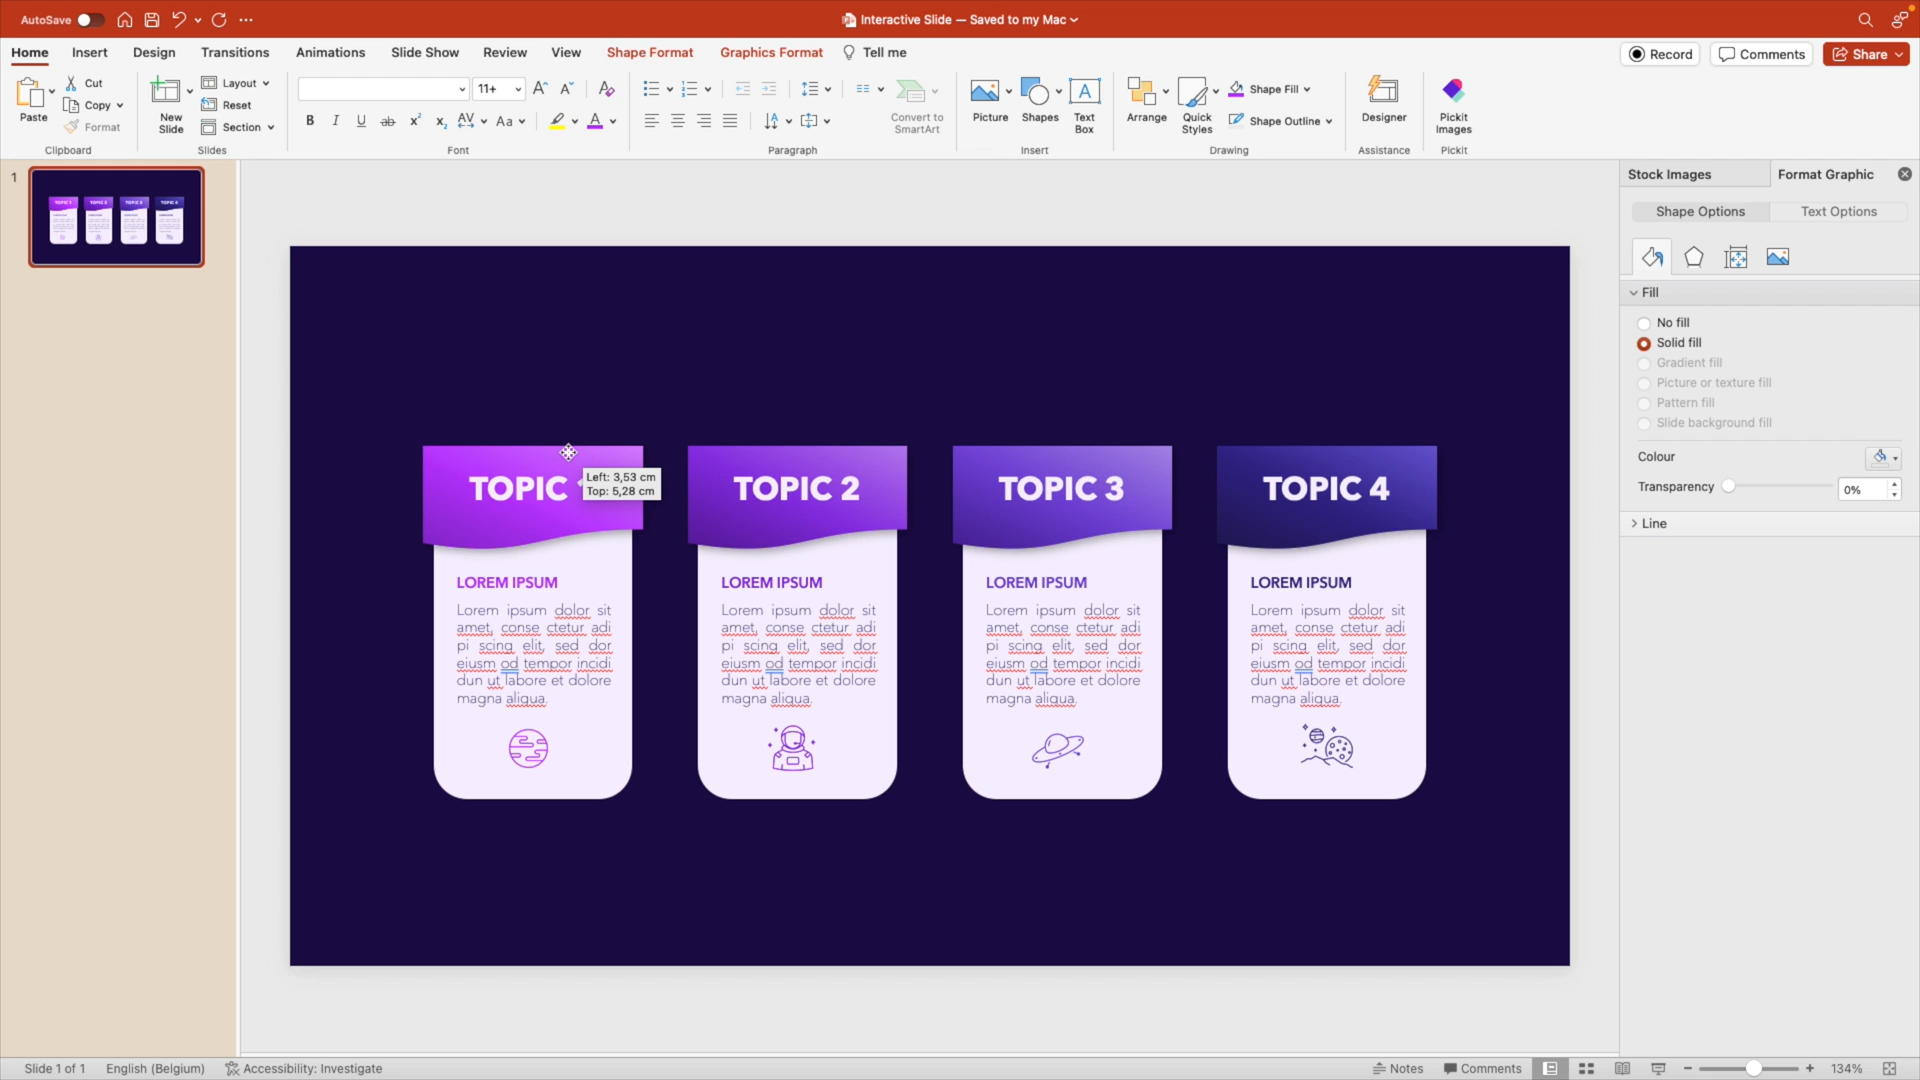 AutoSave
Interactive Slide — Saved to my Mac
Home Insert Design Transitions Animations Slide Show Review View Shape Format Graphics Format Tell me
Record Comments Share
Paste
Cut
Copy
Format
Clipboard
New Slide
Layout
Reset
Section
Slides
11+
Font
Paragraph
Convert to SmartArt
Picture
Shapes
Text Box
Insert
Arrange
Quick Styles
Shape Fill
Shape Outline
Drawing
Designer
Assistance
Pickit Images
Pickit
1
TOPIC 1 TOPIC 2 TOPIC 3 TOPIC 4
TOPIC
Left: 3,53 cm
Top: 5,28 cm
LOREM IPSUM
Lorem ipsum dolor sit
amet, conse ctetur adi
pi scing elit, sed dor
eiusm od tempor incidi
dun ut labore et dolore
magna aliqua.
TOPIC 2
LOREM IPSUM
Lorem ipsum dolor sit
amet, conse ctetur adi
pi scing elit, sed dor
eiusm od tempor incidi
dun ut labore et dolore
magna aliqua.
TOPIC 3
LOREM IPSUM
Lorem ipsum dolor sit
amet, conse ctetur adi
pi scing elit, sed dor
eiusm od tempor incidi
dun ut labore et dolore
magna aliqua.
TOPIC 4
LOREM IPSUM
Lorem ipsum dolor sit
amet, conse ctetur adi
pi scing elit, sed dor
eiusm od tempor incidi
dun ut labore et dolore
magna aliqua.
Stock Images Format Graphic
Shape Options Text Options
Fill
No fill
Solid fill
Gradient fill
Picture or texture fill
Pattern fill
Slide background fill
Colour
Transparency 0%
Line
Slide 1 of 1 English (Belgium) Accessibility: Investigate
Notes Comments 134%